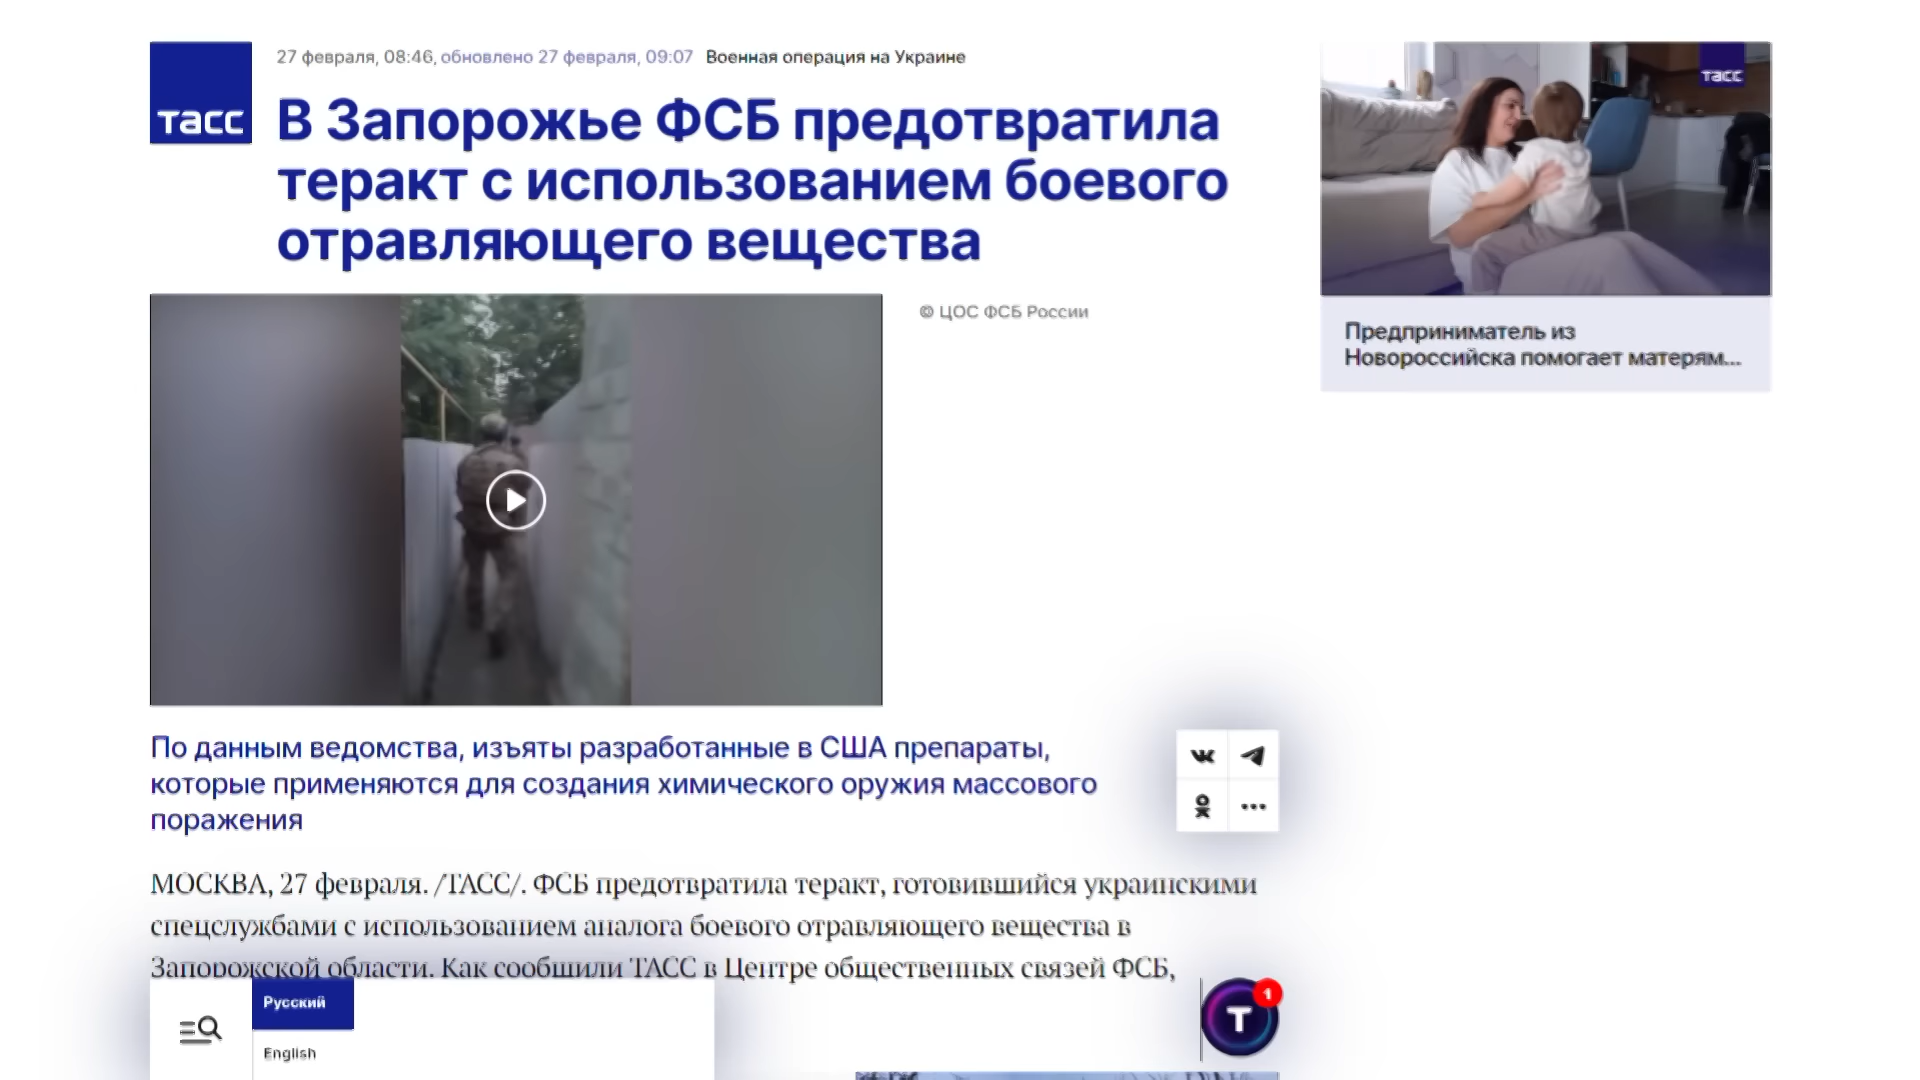 27 февраля, 08:46, обновлено 27 февраля, 09:07 Военная операция на Украине
тасс
В Запорожье ФСБ предотвратила
теракт с использованием боевого
отравляющего вещества
© ЦОС ФСБ России
тасс
Предприниматель из
Новороссийска помогает матерям...
По данным ведомства, изъяты разработанные в США препараты,
которые применяются для создания химического оружия массового
поражения
МОСКВА, 27 февраля. /ТАСС/. ФСБ предотвратила теракт, готовившийся украинскими
спецслужбами с использованием аналога боевого отравляющего вещества в
Запорожской области. Как сообщили ТАСС в Центре общественных связей ФСБ,
Русский
English
T
1